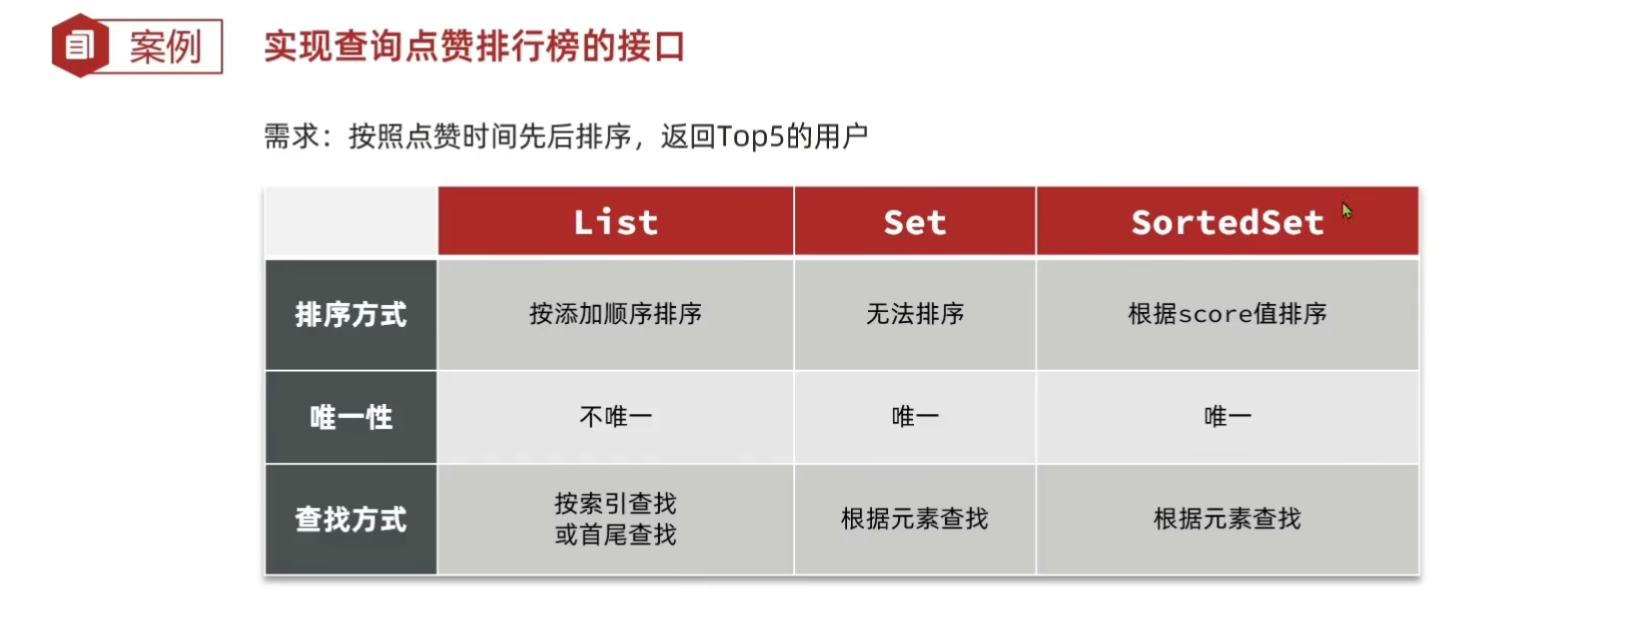 案例
实现查询点赞排行榜的接口
需求：按照点赞时间先后排序，返回Top5的用户
List Set SortedSet
排序方式 按添加顺序排序 无法排序 根据score值排序
唯一性 不唯一 唯一 唯一
查找方式 按索引查找 根据元素查找 根据元素查找
或首尾查找